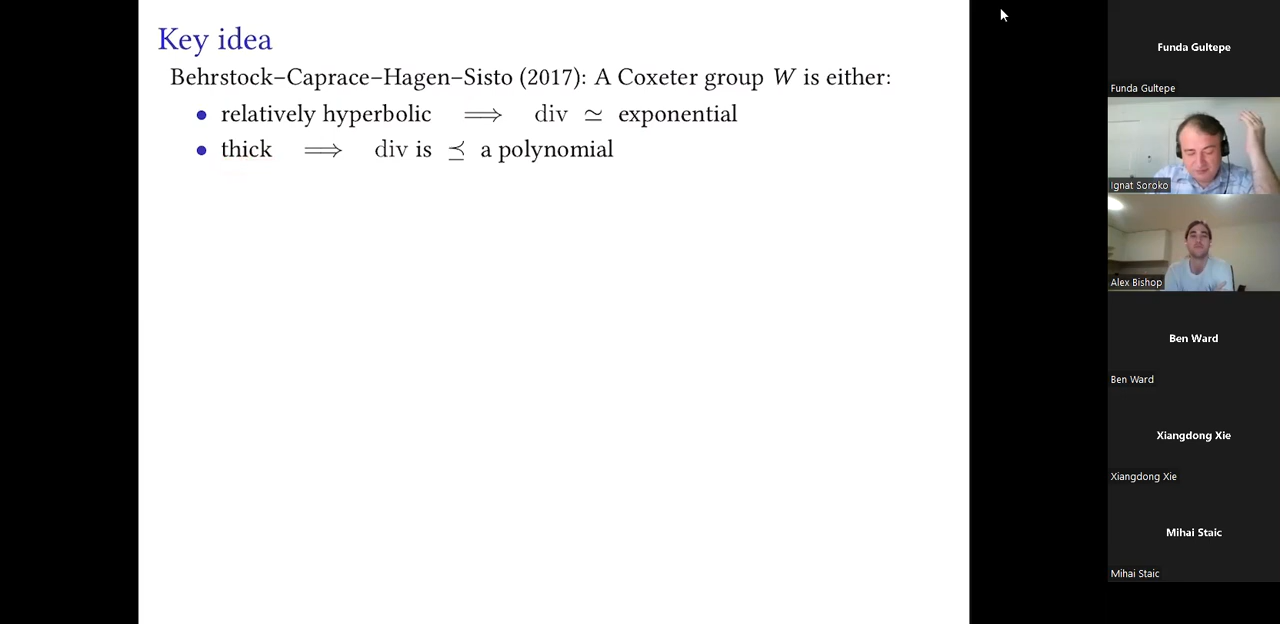 Key idea
Behrstock–Caprace–Hagen–Sisto (2017): A Coxeter group W is either:
• relatively hyperbolic ⟹ div ≃ exponential
• thick ⟹ div is ⪯ a polynomial
Funda Gultepe
Funda Gultepe
Ignat Soroko
Alex Bishop
Ben Ward
Ben Ward
Xiangdong Xie
Xiangdong Xie
Mihai Staic
Mihai Staic